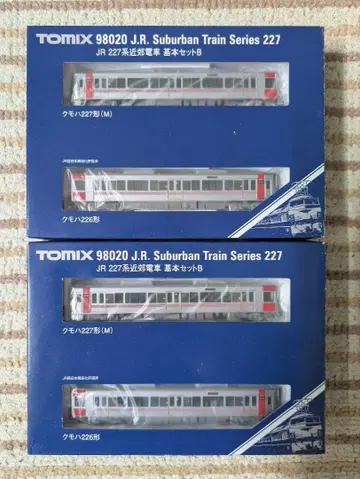 TOMIX 98020 J.R. Suburban Train Series 227
JR 227系近郊電車 基本セットB
クモハ227形(M)
クモハ226形
TOMIX 98020 J.R. Suburban Train Series 227
JR 227系近郊電車 基本セットB
クモハ227形(M)
クモハ226形